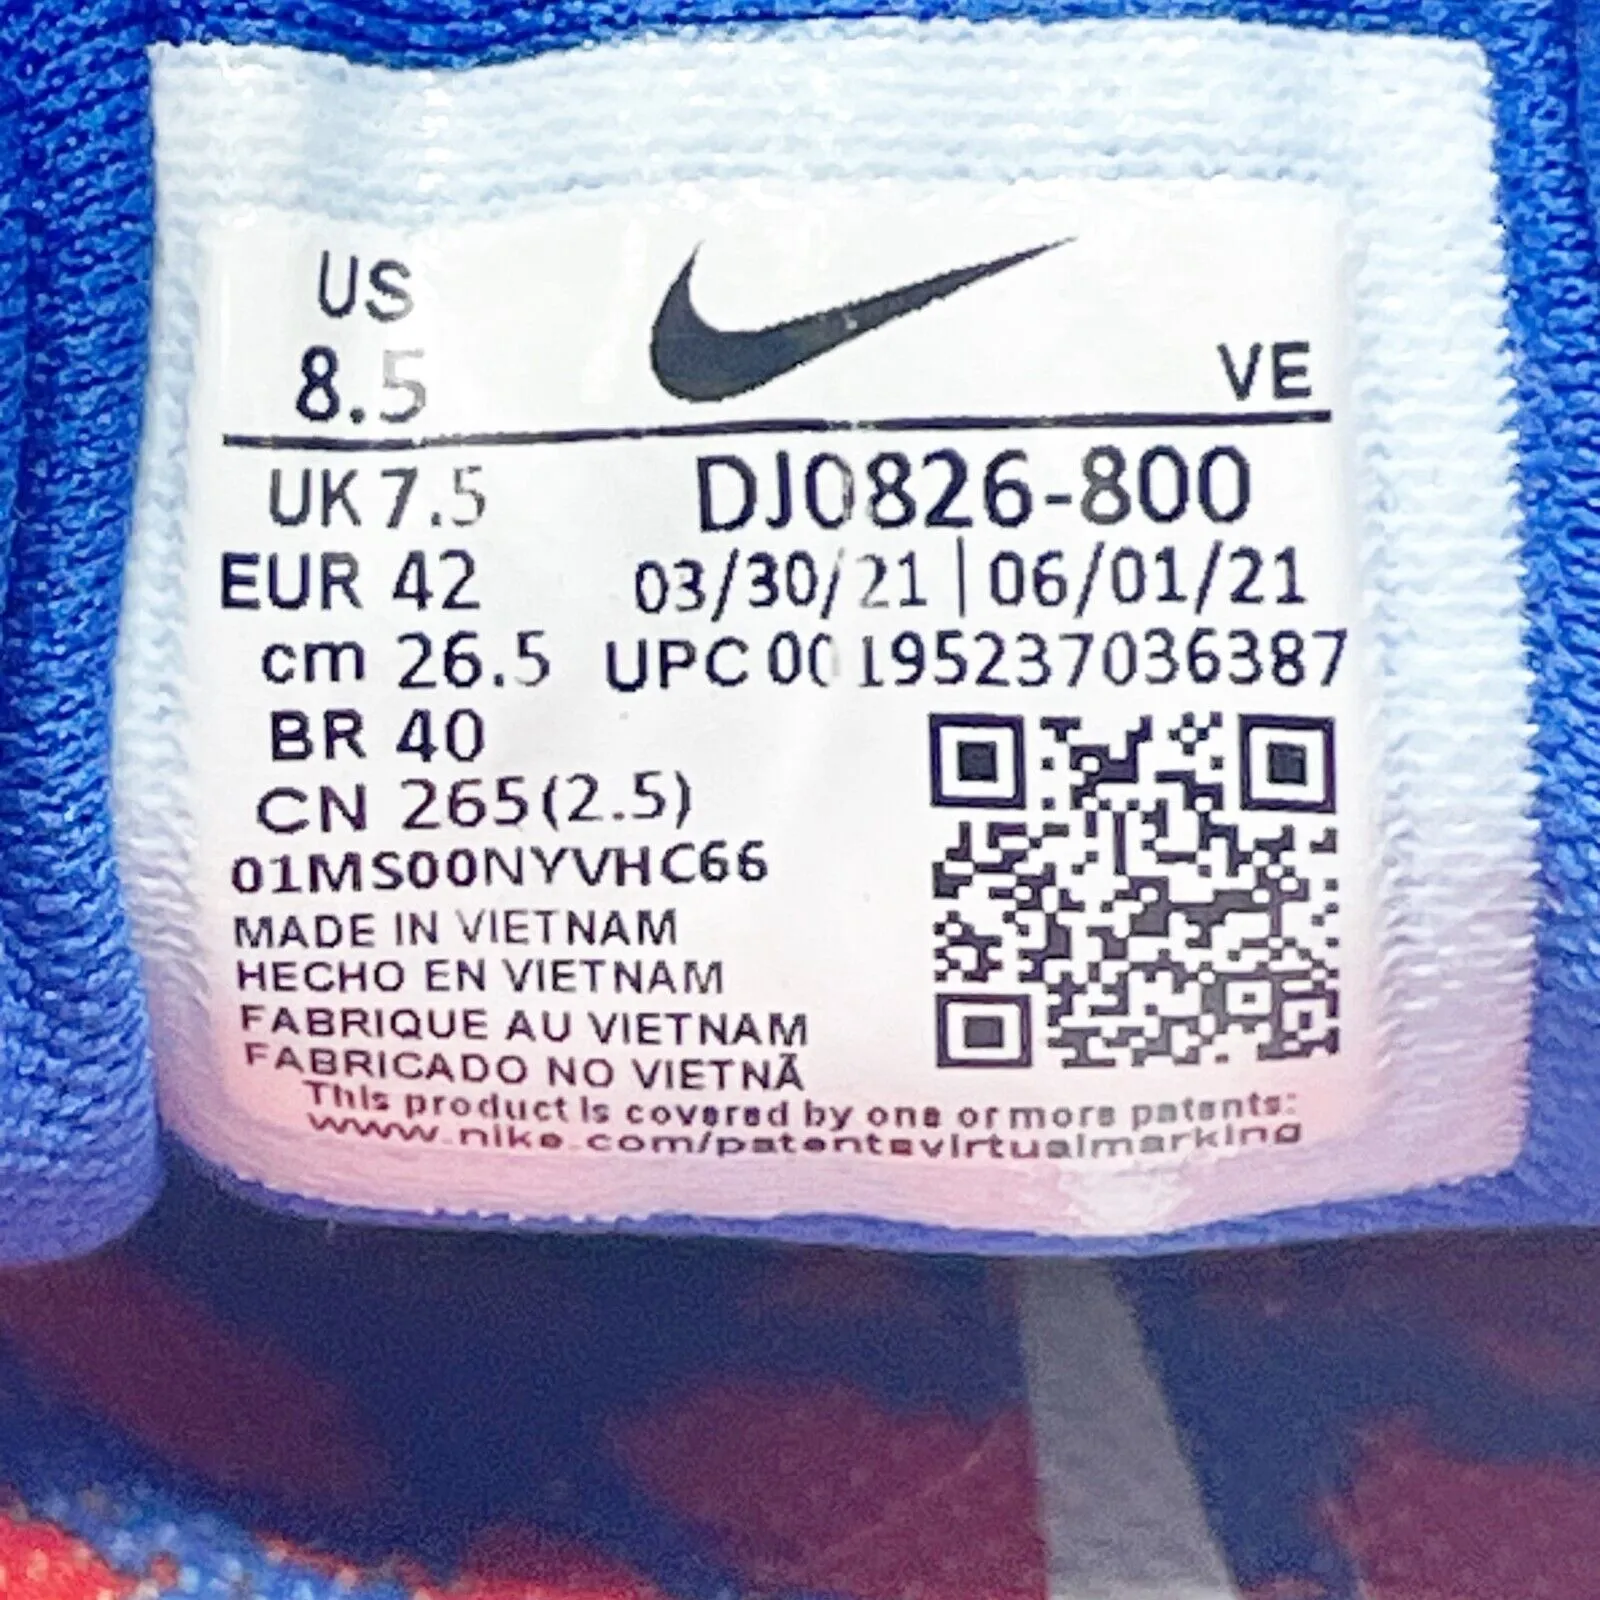 US
8.5
VE
UK 7.5
DJ0826-800
EUR 42
03/30/21 | 06/01/21
cm 26.5
UPC 00195237036387
BR 40
CN 265(2.5)
01MS00NYVHC66
MADE IN VIETNAM
HECHO EN VIETNAM
FABRIQUE AU VIETNAM
FABRICADO NO VIETNÃ
This product is covered by one or more patents:
www.nike.com/patentsvirtualmarking